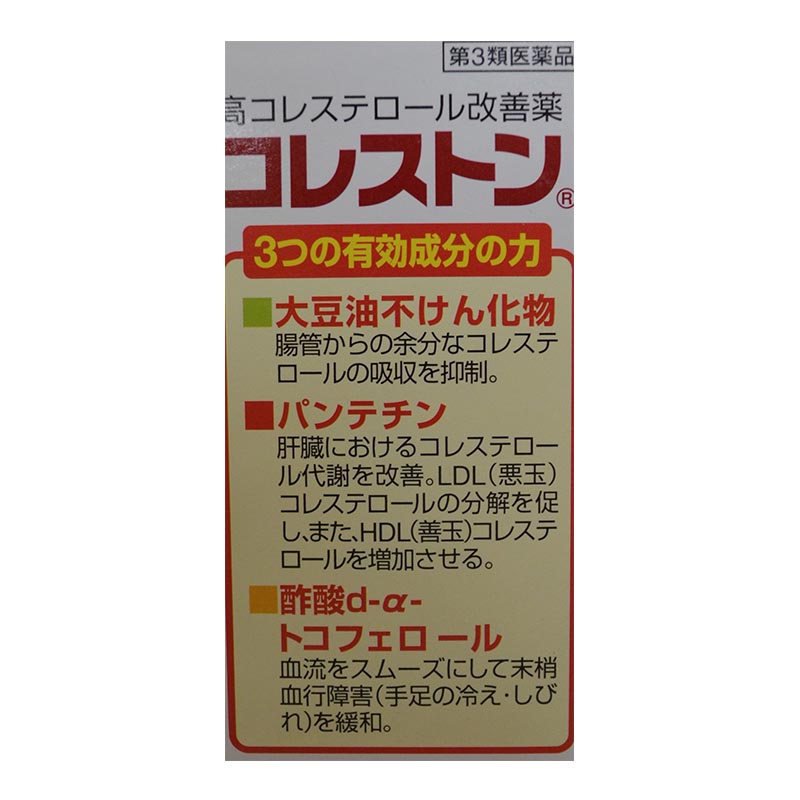 第3類医薬品
高コレステロール改善薬
コレストン®
3つの有効成分の力
大豆油不けん化物
腸管からの余分なコレステ
ロールの吸収を抑制。
パンテチン
肝臓におけるコレステロー
ル代謝を改善。LDL(悪玉)
コレステロールの分解を促
し、また、HDL(善玉)コレステ
ロールを増加させる。
酢酸d-α-
トコフェロール
血流をスムーズにして末梢
血行障害(手足の冷え・しび
れ)を緩和。